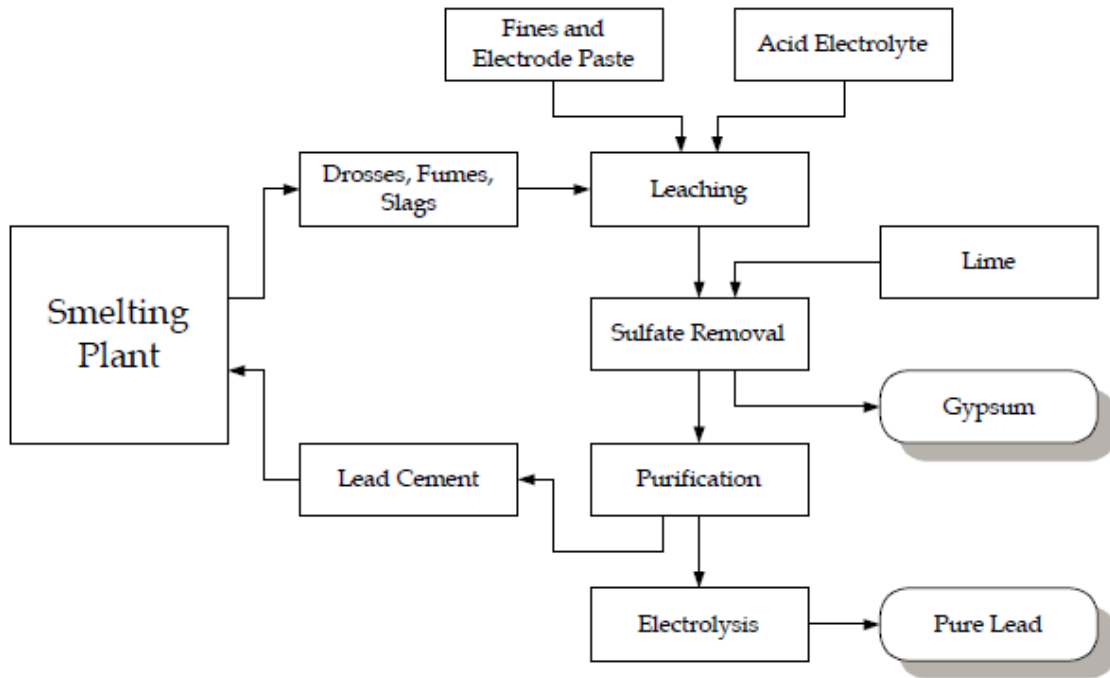 Fines and
Electrode Paste
Acid Electrolyte
Drosses, Fumes,
Slags
Leaching
Smelting
Plant
Lime
Sulfate Removal
Gypsum
Lead Cement
Purification
Electrolysis
Pure Lead